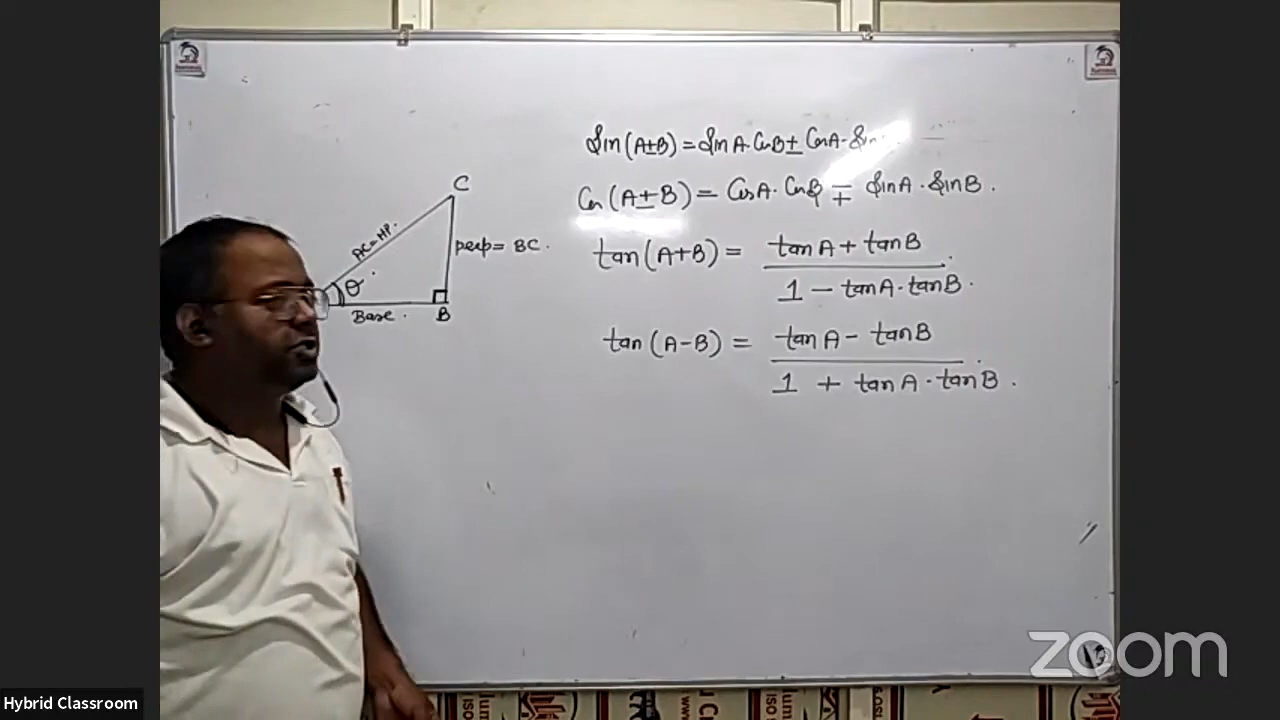 C
AC = HP.
perp = BC.
θ
Base.
B
Sin(A±B) = SinA·CosB ± CosA·Sin
Cos(A±B) = CosA·CosB ∓ SinA·SinB.
tan(A+B) = tanA + tanB
1 - tanA·tanB.
tan(A-B) = tanA - tanB
1 + tanA·tanB.
zoom
Hybrid Classroom